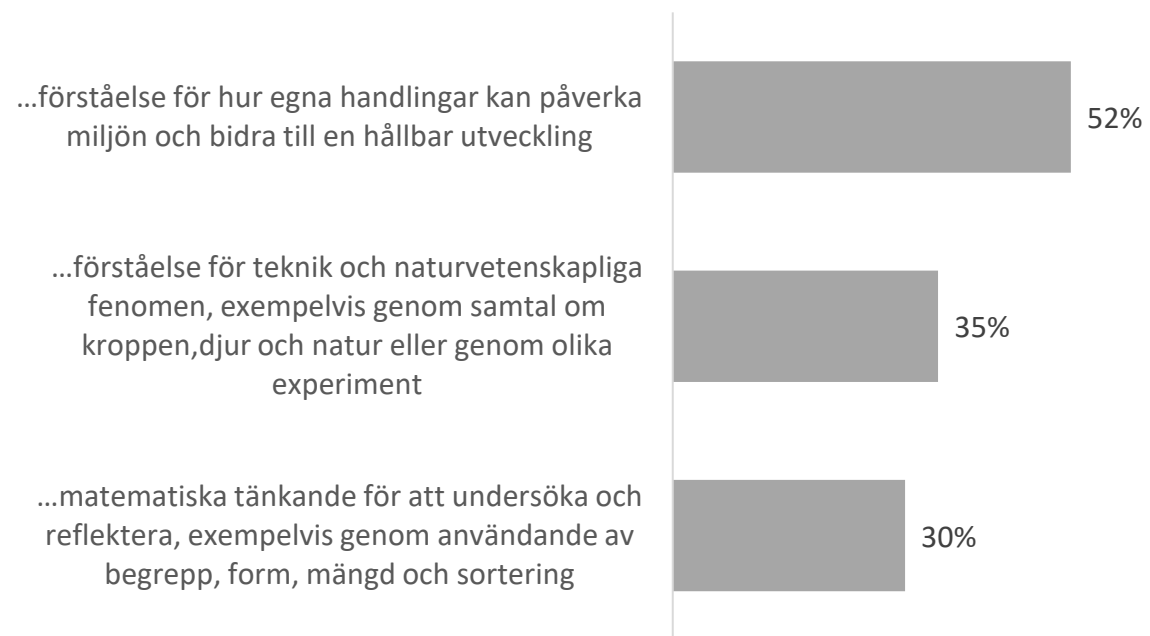 …förståelse för hur egna handlingar kan påverka
miljön och bidra till en hållbar utveckling
52%
…förståelse för teknik och naturvetenskapliga
fenomen, exempelvis genom samtal om
kroppen,djur och natur eller genom olika
experiment
35%
…matematiska tänkande för att undersöka och
reflektera, exempelvis genom användande av
begrepp, form, mängd och sortering
30%